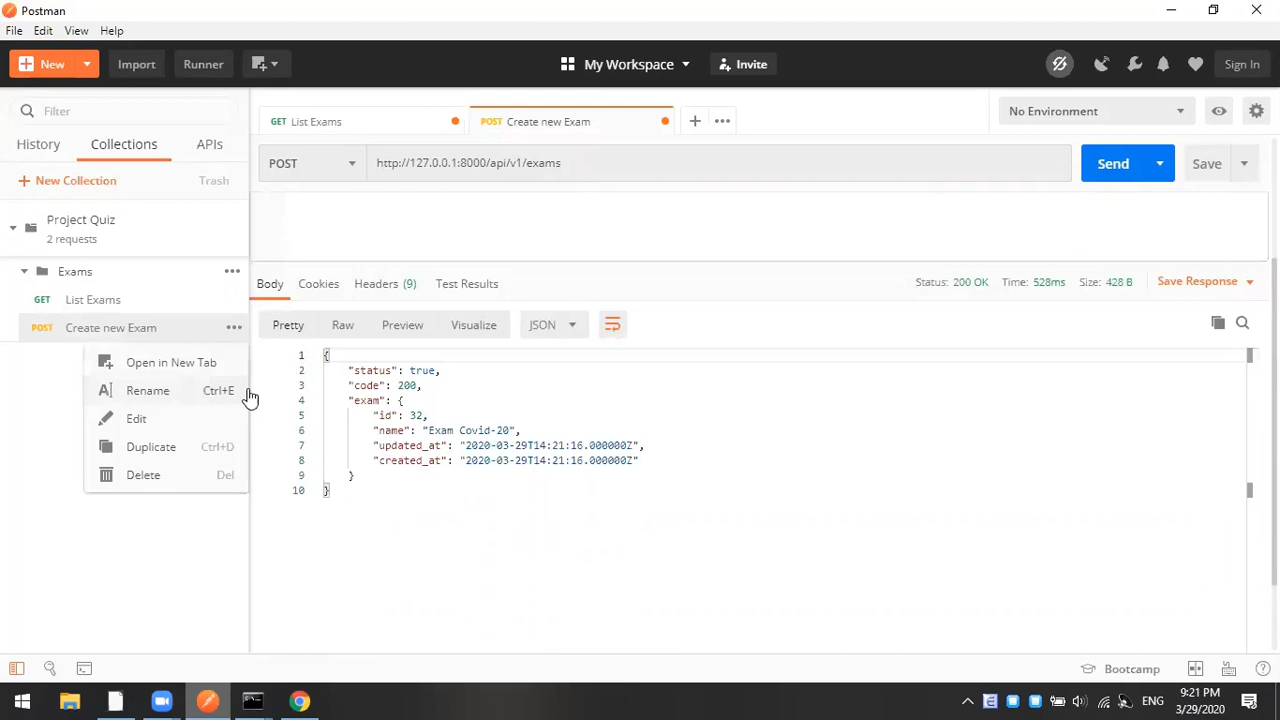 Postman
File Edit View Help
New
Import
Runner
My Workspace
Invite
Sign In
Filter
History Collections APIs
New Collection
Trash
Project Quiz
2 requests
Exams
GET List Exams
POST Create new Exam
Open in New Tab
Rename Ctrl+E
Edit
Duplicate Ctrl+D
Delete Del
GET List Exams
POST Create new Exam
No Environment
POST
http://127.0.0.1:8000/api/v1/exams
Send
Save
Body Cookies Headers (9) Test Results
Status: 200 OK Time: 528ms Size: 428 B
Save Response
Pretty Raw Preview Visualize JSON
1 {
2 "status": true,
3 "code": 200,
4 "exam": {
5 "id": 32,
6 "name": "Exam Covid-20",
7 "updated_at": "2020-03-29T14:21:16.000000Z",
8 "created_at": "2020-03-29T14:21:16.000000Z"
9 }
10 }
Bootcamp
ENG
9:21 PM
3/29/2020